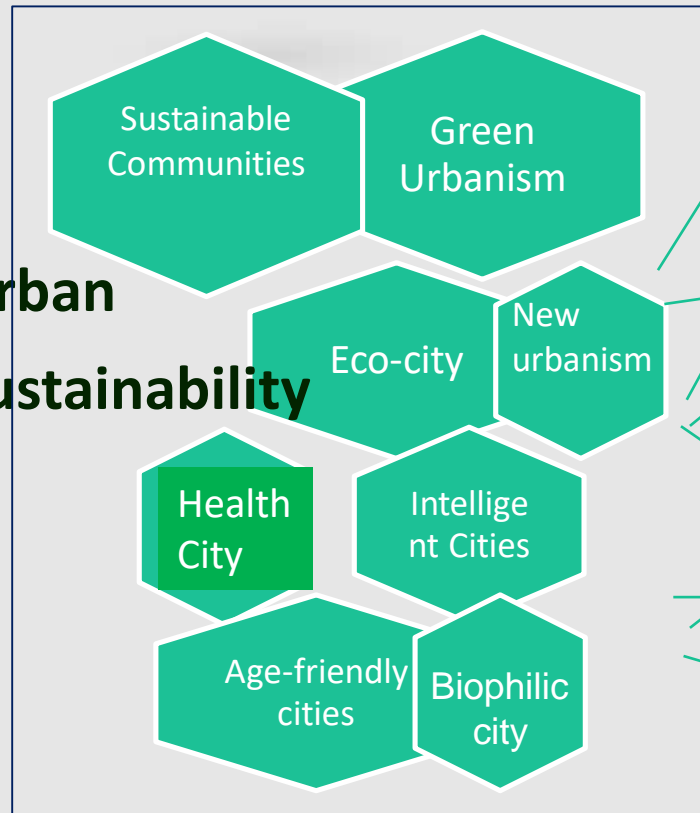 Sustainable
Communities
Green
Urbanism
rban
ustainability
Eco-city
New
urbanism
Health
City
Intellige
nt Cities
Age-friendly
cities
Biophilic
city